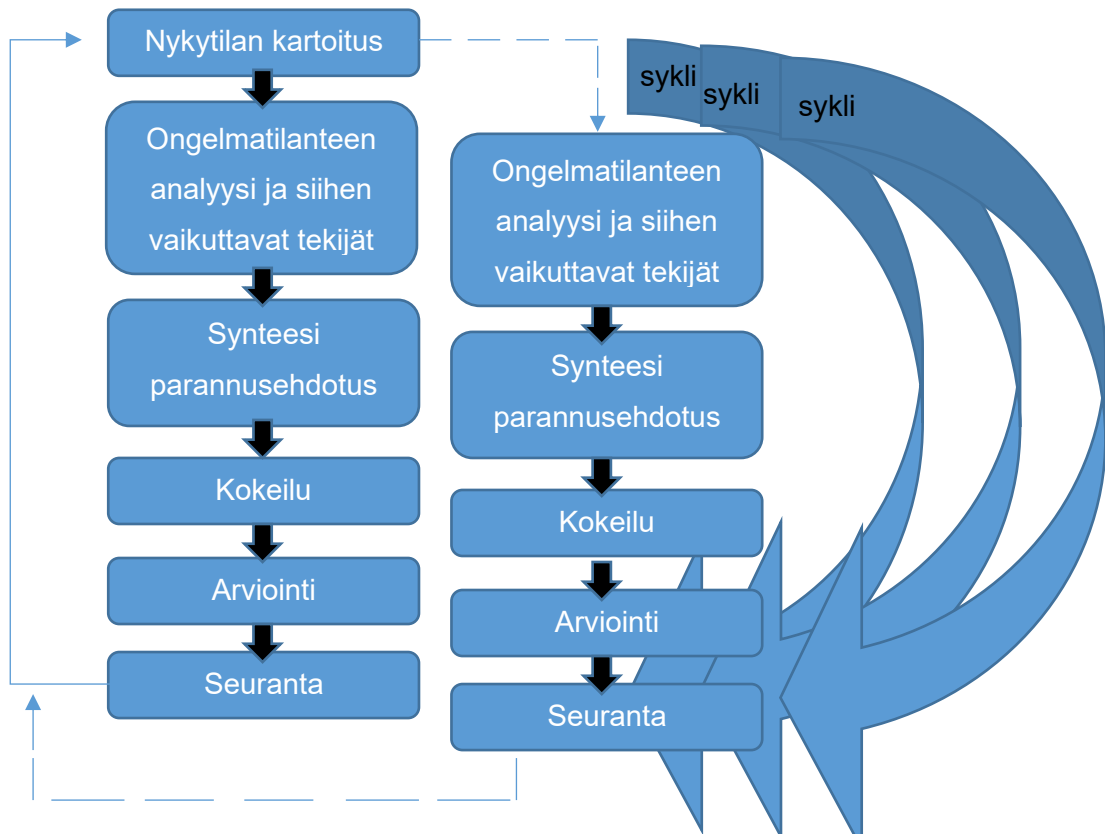 Nykytilan kartoitus
Ongelmatilanteen
analyysi ja siihen
vaikuttavat tekijät
Synteesi
parannusehdotus
Kokeilu
Arviointi
Seuranta
Ongelmatilanteen
analyysi ja siihen
vaikuttavat tekijät
Synteesi
parannusehdotus
Kokeilu
Arviointi
Seuranta
sykli
sykli
sykli